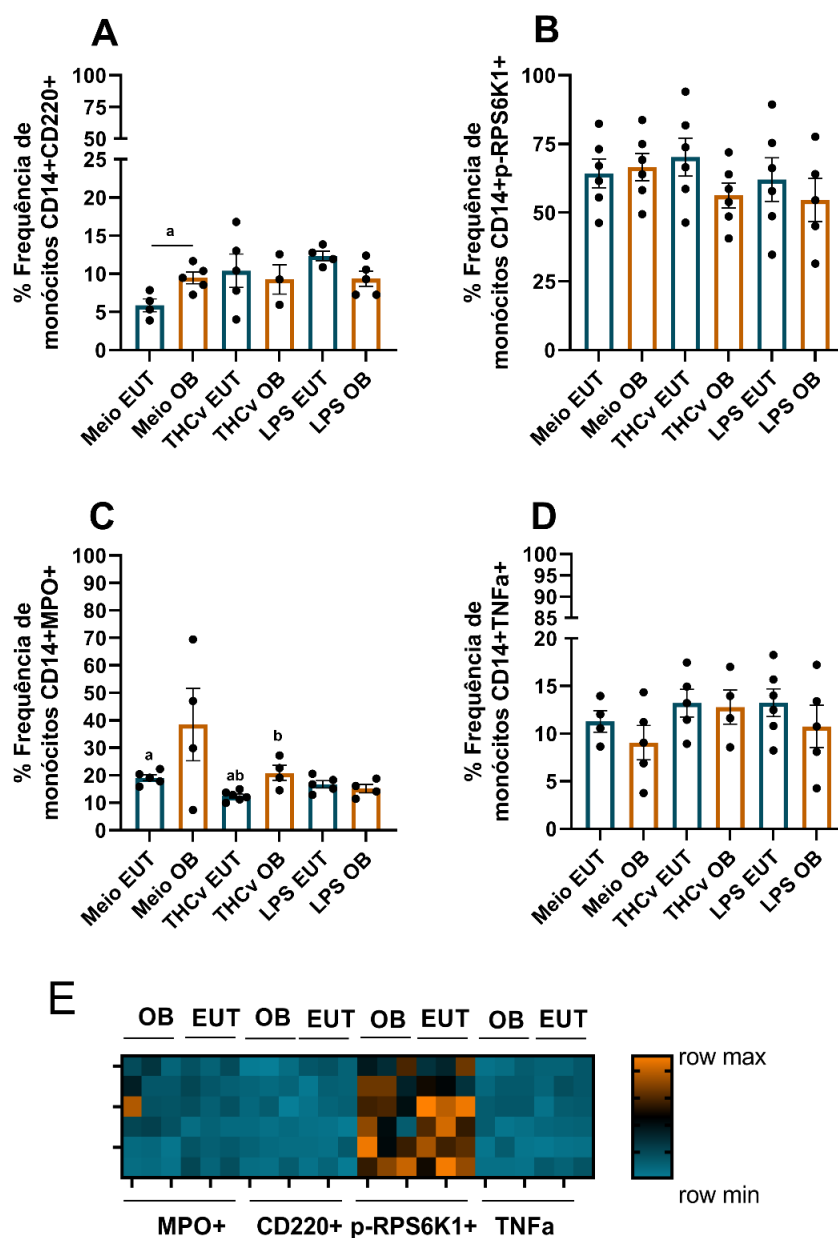 A
% Frequência de
monócitos CD14+CD220+
100
75
50
25
20
15
10
5
0
a
Meio EUT
Meio OB
THCv EUT
THCv OB
LPS EUT
LPS OB
B
% Frequência de
monócitos CD14+p-RPS6K1+
100
75
50
25
0
Meio EUT
Meio OB
THCv EUT
THCv OB
LPS EUT
LPS OB
C
% Frequência de
monócitos CD14+MPO+
100
90
80
70
60
50
40
30
20
10
0
a
ab
b
Meio EUT
Meio OB
THCv EUT
THCv OB
LPS EUT
LPS OB
D
% Frequência de
monócitos CD14+TNFa+
100
95
90
85
20
15
10
5
0
Meio EUT
Meio OB
THCv EUT
THCv OB
LPS EUT
LPS OB
E
OB EUT OB EUT OB EUT OB EUT
row max
row min
MPO+ CD220+ p-RPS6K1+ TNFa